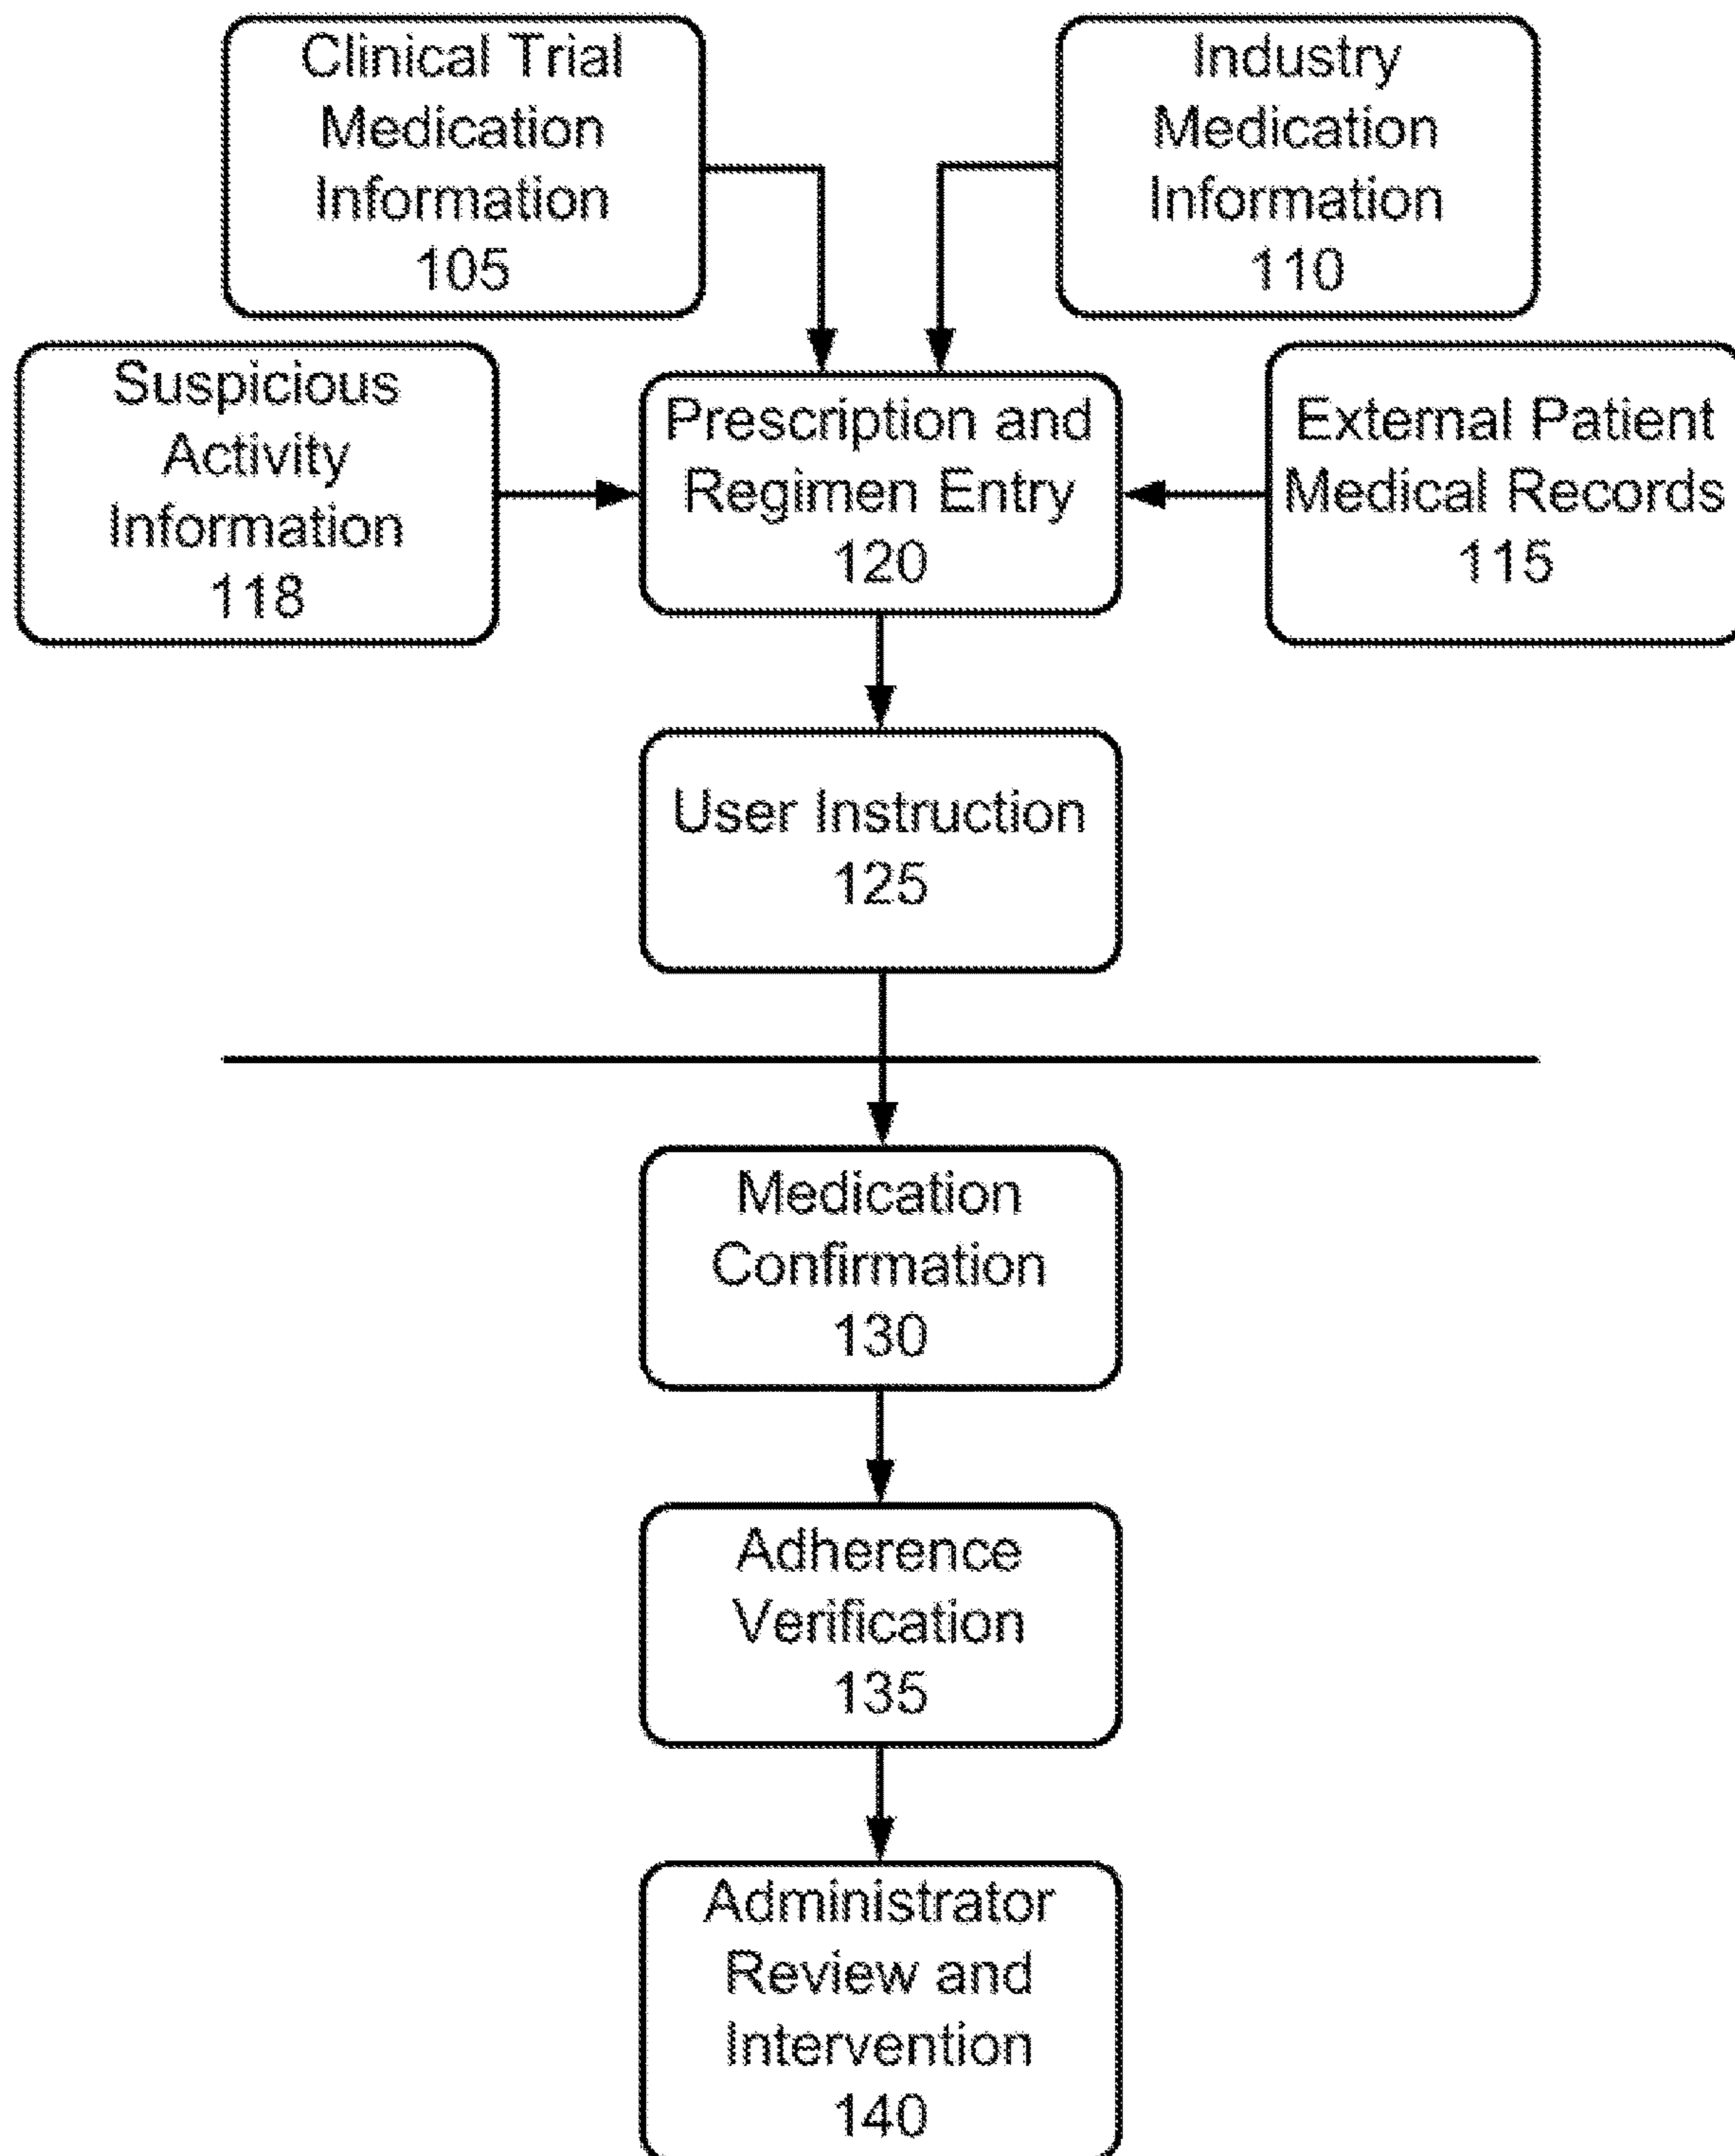 Clinical Trial
Medication
Information
105
Industry
Medication
Information
110
Suspicious
Activity
Information
118
Prescription and
Regimen Entry
120
External Patient
Medical Records
115
User Instruction
125
Medication
Confirmation
130
Adherence
Verification
135
Administrator
Review and
Intervention
140